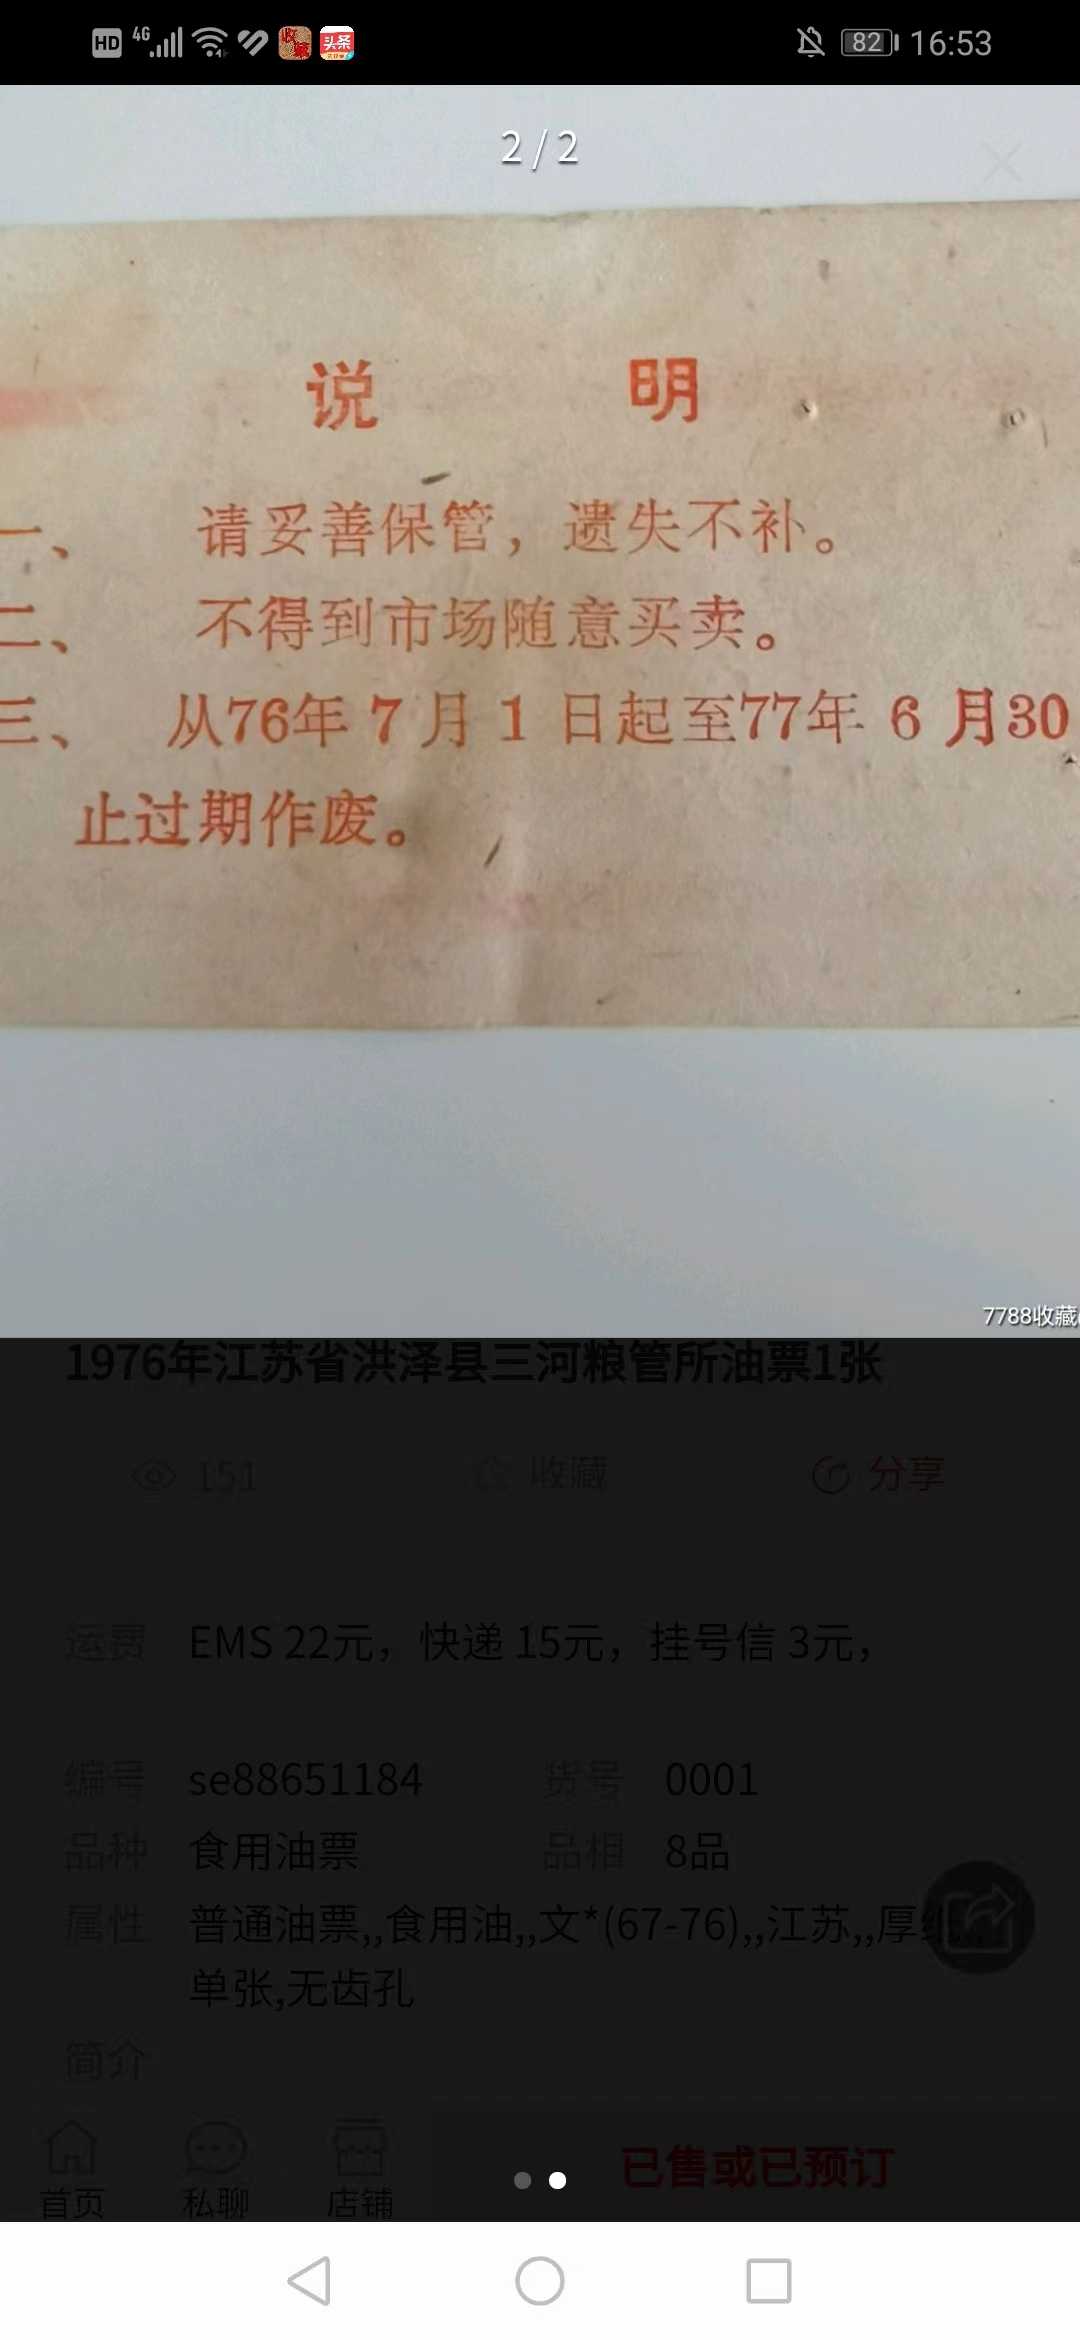 HD 4G 82 16:53
2 / 2
说 明
一、 请妥善保管，遗失不补。
二、 不得到市场随意买卖。
三、 从76年7月1日起至77年6月30
止过期作废。
7788收藏
1976年江苏省洪泽县三河粮管所油票1张
151 收藏 分享
运费 EMS 22元，快递 15元，挂号信 3元，
编号 se88651184 货号 0001
品种 食用油票 品相 8品
属性 普通油票,,食用油,,文*(67-76),,江苏,,厚
单张,无齿孔
简介
首页 私聊 店铺 已售或已预订